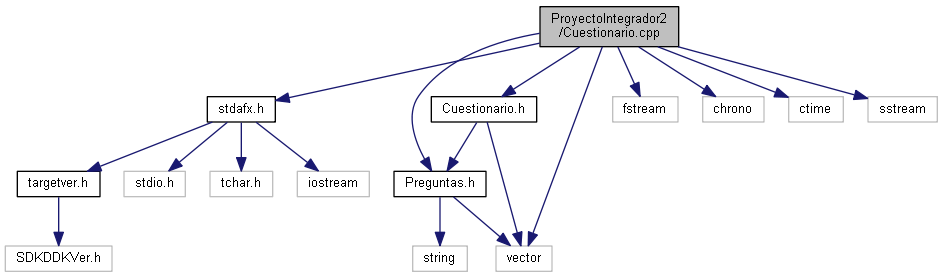 ProyectoIntegrador2
/Cuestionario.cpp
stdafx.h
Cuestionario.h
fstream
chrono
ctime
sstream
targetver.h
stdio.h
tchar.h
iostream
Preguntas.h
SDKDDKVer.h
string
vector